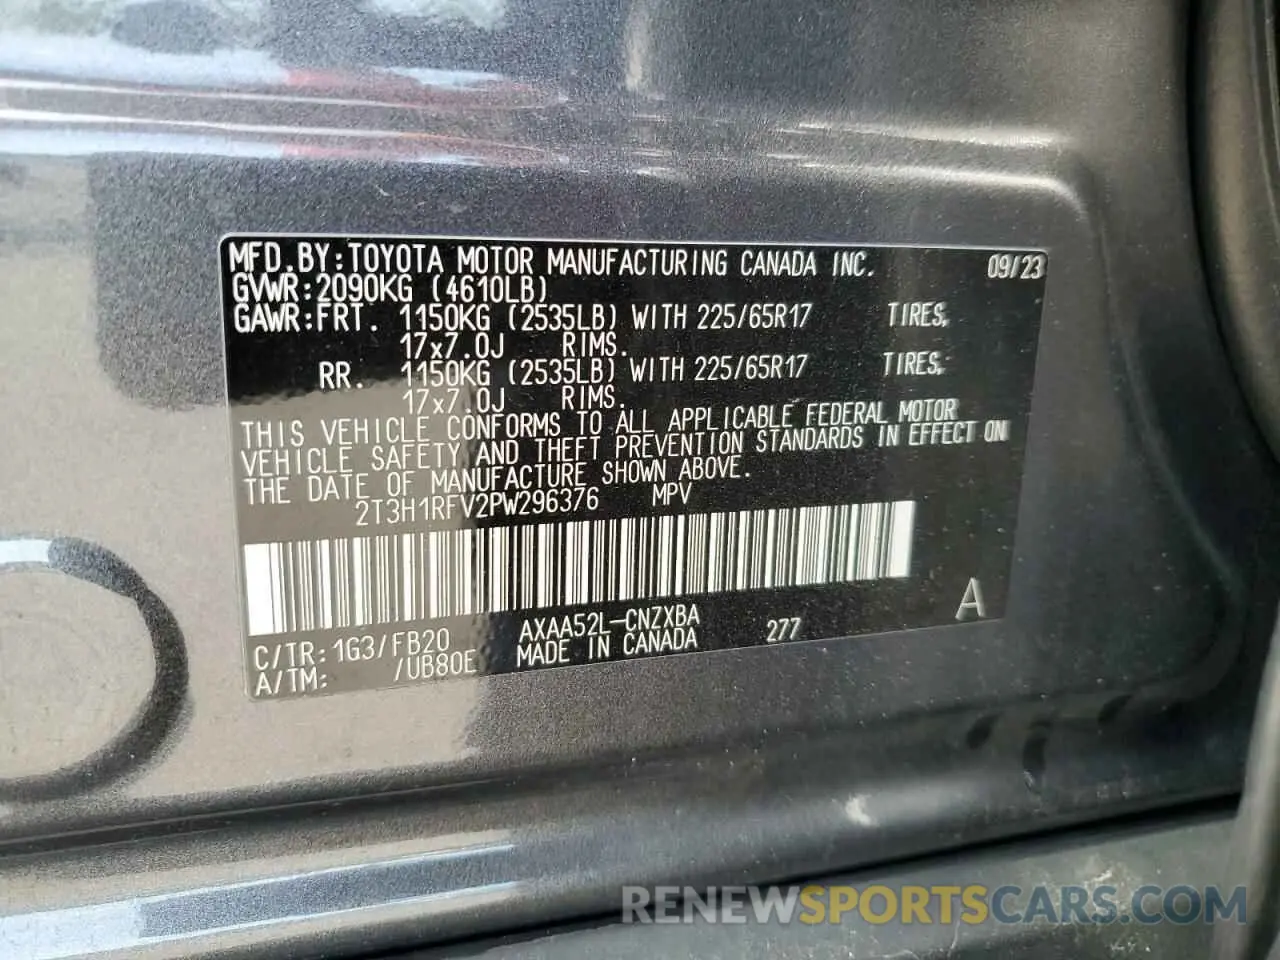 MFD.BY:TOYOTA MOTOR MANUFACTURING CANADA INC. 09/23
GVWR:2090KG (4610LB)
GAWR:FRT. 1150KG (2535LB) WITH 225/65R17 TIRES,
17x7.0J RIMS.
RR. 1150KG (2535LB) WITH 225/65R17 TIRES,
17x7.0J RIMS.
THIS VEHICLE CONFORMS TO ALL APPLICABLE FEDERAL MOTOR
VEHICLE SAFETY AND THEFT PREVENTION STANDARDS IN EFFECT ON
THE DATE OF MANUFACTURE SHOWN ABOVE.
2T3H1RFV2PW296376 MPV
A
C/TR:1G3/FB20 AXAA52L-CNZXBA 277
A/TM: /UB80E MADE IN CANADA
RENEWSPORTSCARS.COM